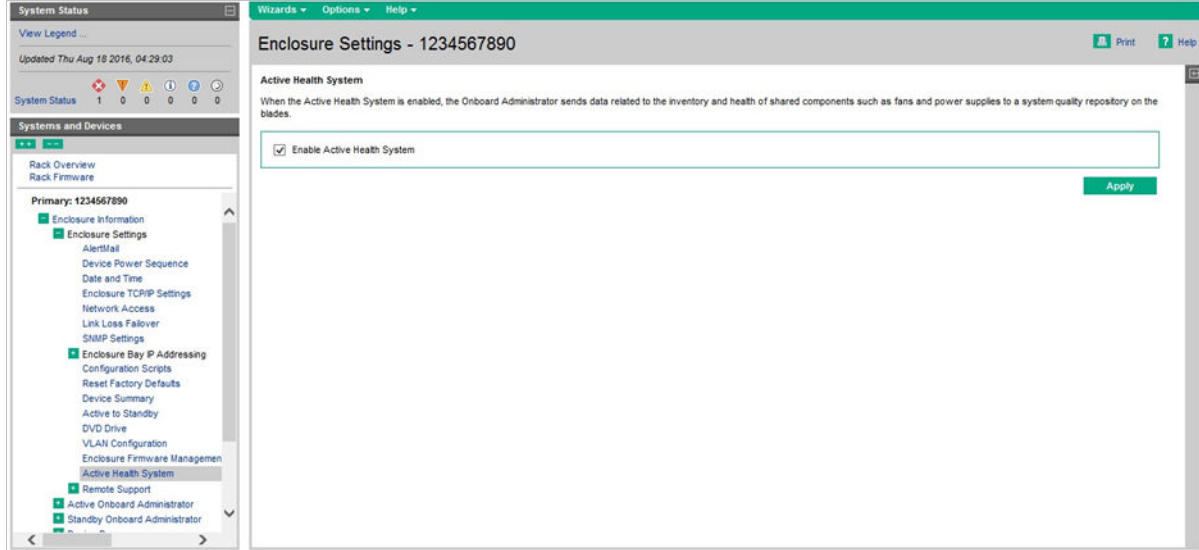 System Status
View Legend ...
Updated Thu Aug 18 2016, 04:29:03
System Status 1 0 0 0 0 0
Systems and Devices
Rack Overview
Rack Firmware
Primary: 1234567890
Enclosure Information
Enclosure Settings
AlertMail
Device Power Sequence
Date and Time
Enclosure TCP/IP Settings
Network Access
Link Loss Failover
SNMP Settings
Enclosure Bay IP Addressing
Configuration Scripts
Reset Factory Defaults
Device Summary
Active to Standby
DVD Drive
VLAN Configuration
Enclosure Firmware Managemen
Active Health System
Remote Support
Active Onboard Administrator
Standby Onboard Administrator
Wizards Options Help
Enclosure Settings - 1234567890
Print ? Help
Active Health System
When the Active Health System is enabled, the Onboard Administrator sends data related to the inventory and health of shared components such as fans and power supplies to a system quality repository on the
blades.
Enable Active Health System
Apply